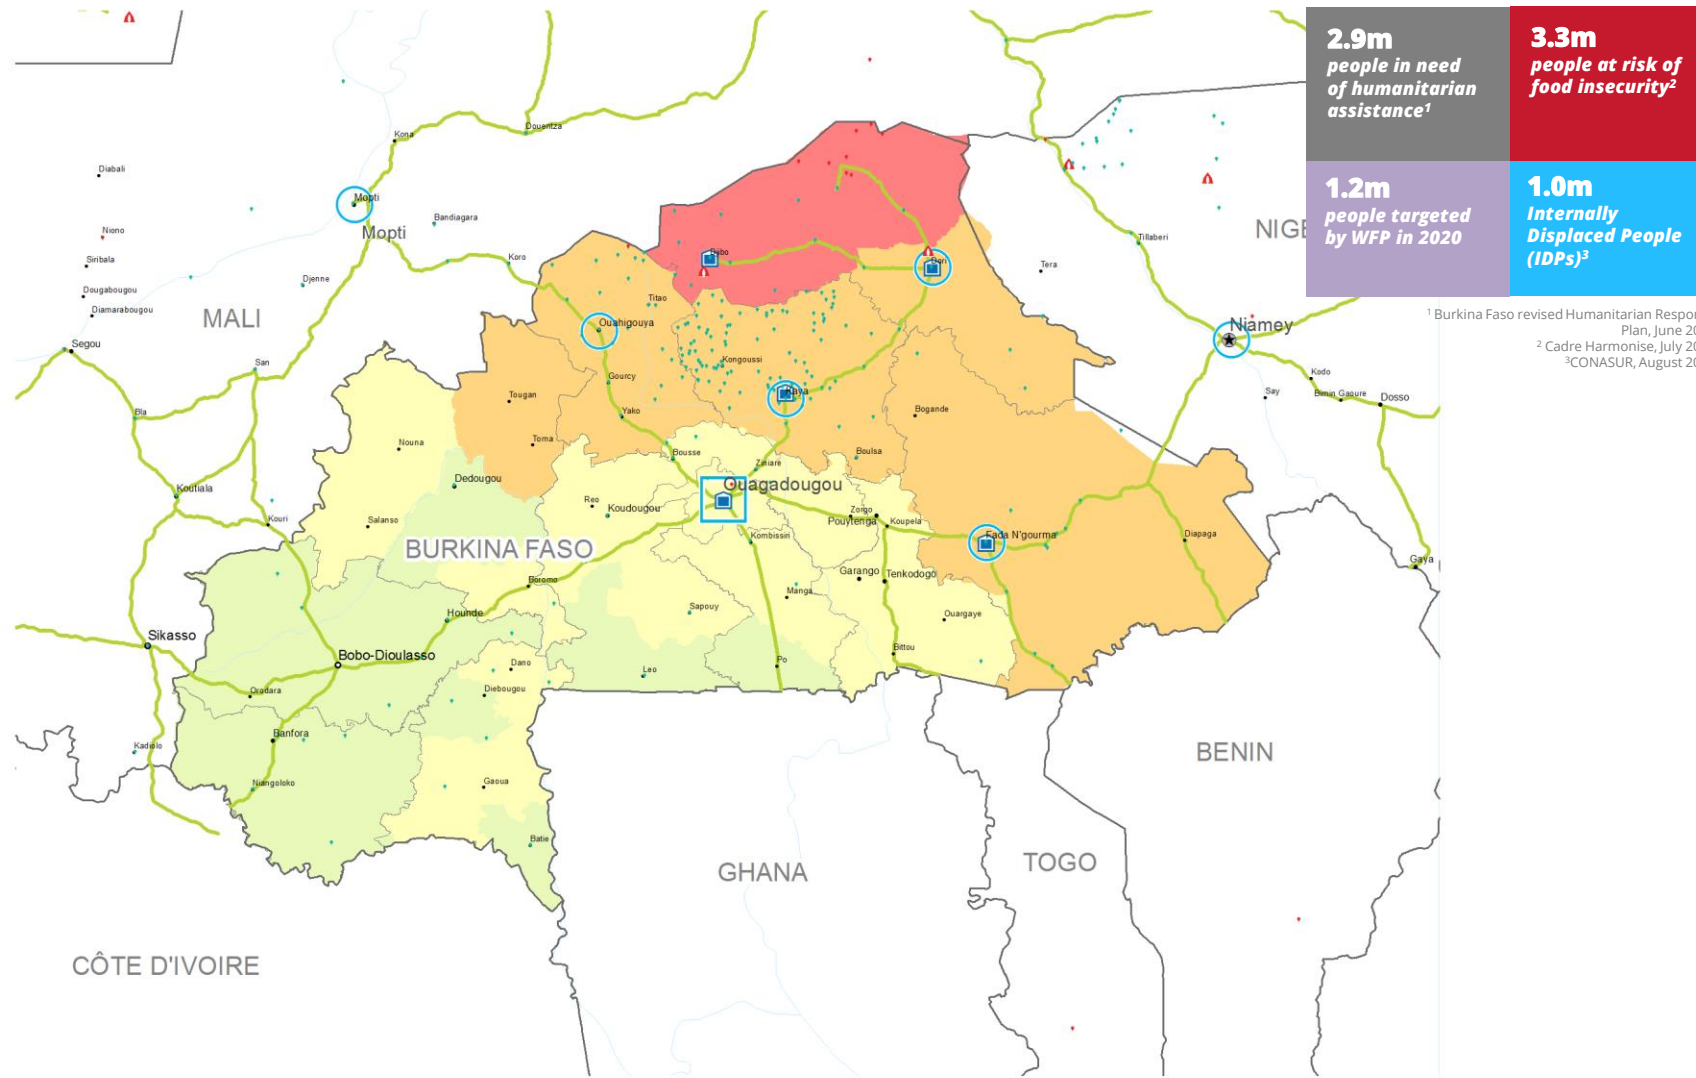 2.9m
people in need
of humanitarian
assistance¹
3.3m
people at risk of
food insecurity²
1.2m
people targeted
by WFP in 2020
1.0m
Internally
Displaced People
(IDPs)³
¹ Burkina Faso revised Humanitarian
Plan, June
² Cadre Harmonise, July
³CONASUR, August
Douentza
Kona
Diabali
Mopti
Bandiagara
Mopti
Niono
Koro
Siribala
Djenne
Dougabougou
Diamarabougou
MALI
Segou
San
Bla
Koutiala
Kouri
Sikasso
Kadiolo
Djibo
Dori
Titao
Ouahigouya
Kongoussi
Gourcy
Kaya
Tougan
Yako
Bogande
Toma
Nouna
Bousse
Boulsa
Ziniare
Dedougou
Ouagadougou
Reo
Koudougou
Zorgo
Pouytenga
Koupela
Salanso
Kombissiri
Fada N'gourma
Diapaga
BURKINA FASO
Garango
Tenkodogo
Boromo
Manga
Sapouy
Hounde
Ouargaye
Bobo-Dioulasso
Bittou
Dano
Leo
Po
Diebougou
Orodara
Banfora
Niangoloko
Gaoua
Batie
Tillaberi
Tera
Niamey
Kodo
Say
Birnin Gaoure
Dosso
Gaya
BENIN
TOGO
GHANA
CÔTE D'IVOIRE